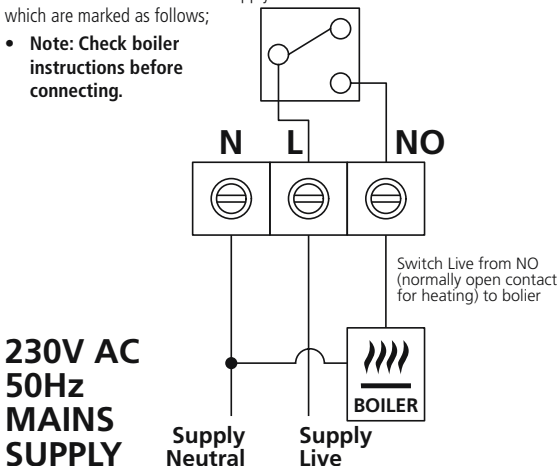 which are marked as follows;
• Note: Check boiler
instructions before
connecting.
N L NO
Switch Live from NO
(normally open contact
for heating) to bolier
BOILER
230V AC
50Hz
MAINS
SUPPLY
Supply
Neutral
Supply
Live